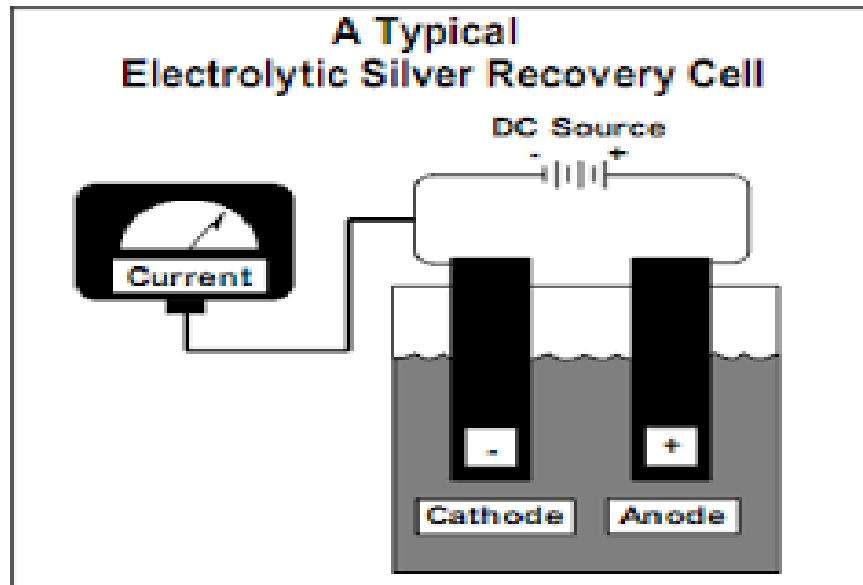 A Typical
Electrolytic Silver Recovery Cell
DC Source
- +
Current
- +
Cathode Anode